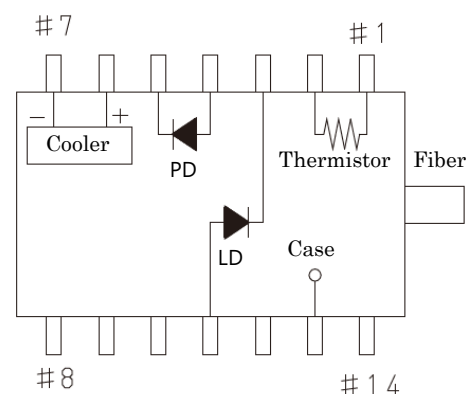 #7
#1
− +
Cooler
PD
Thermistor
Fiber
LD
Case
#8
#14